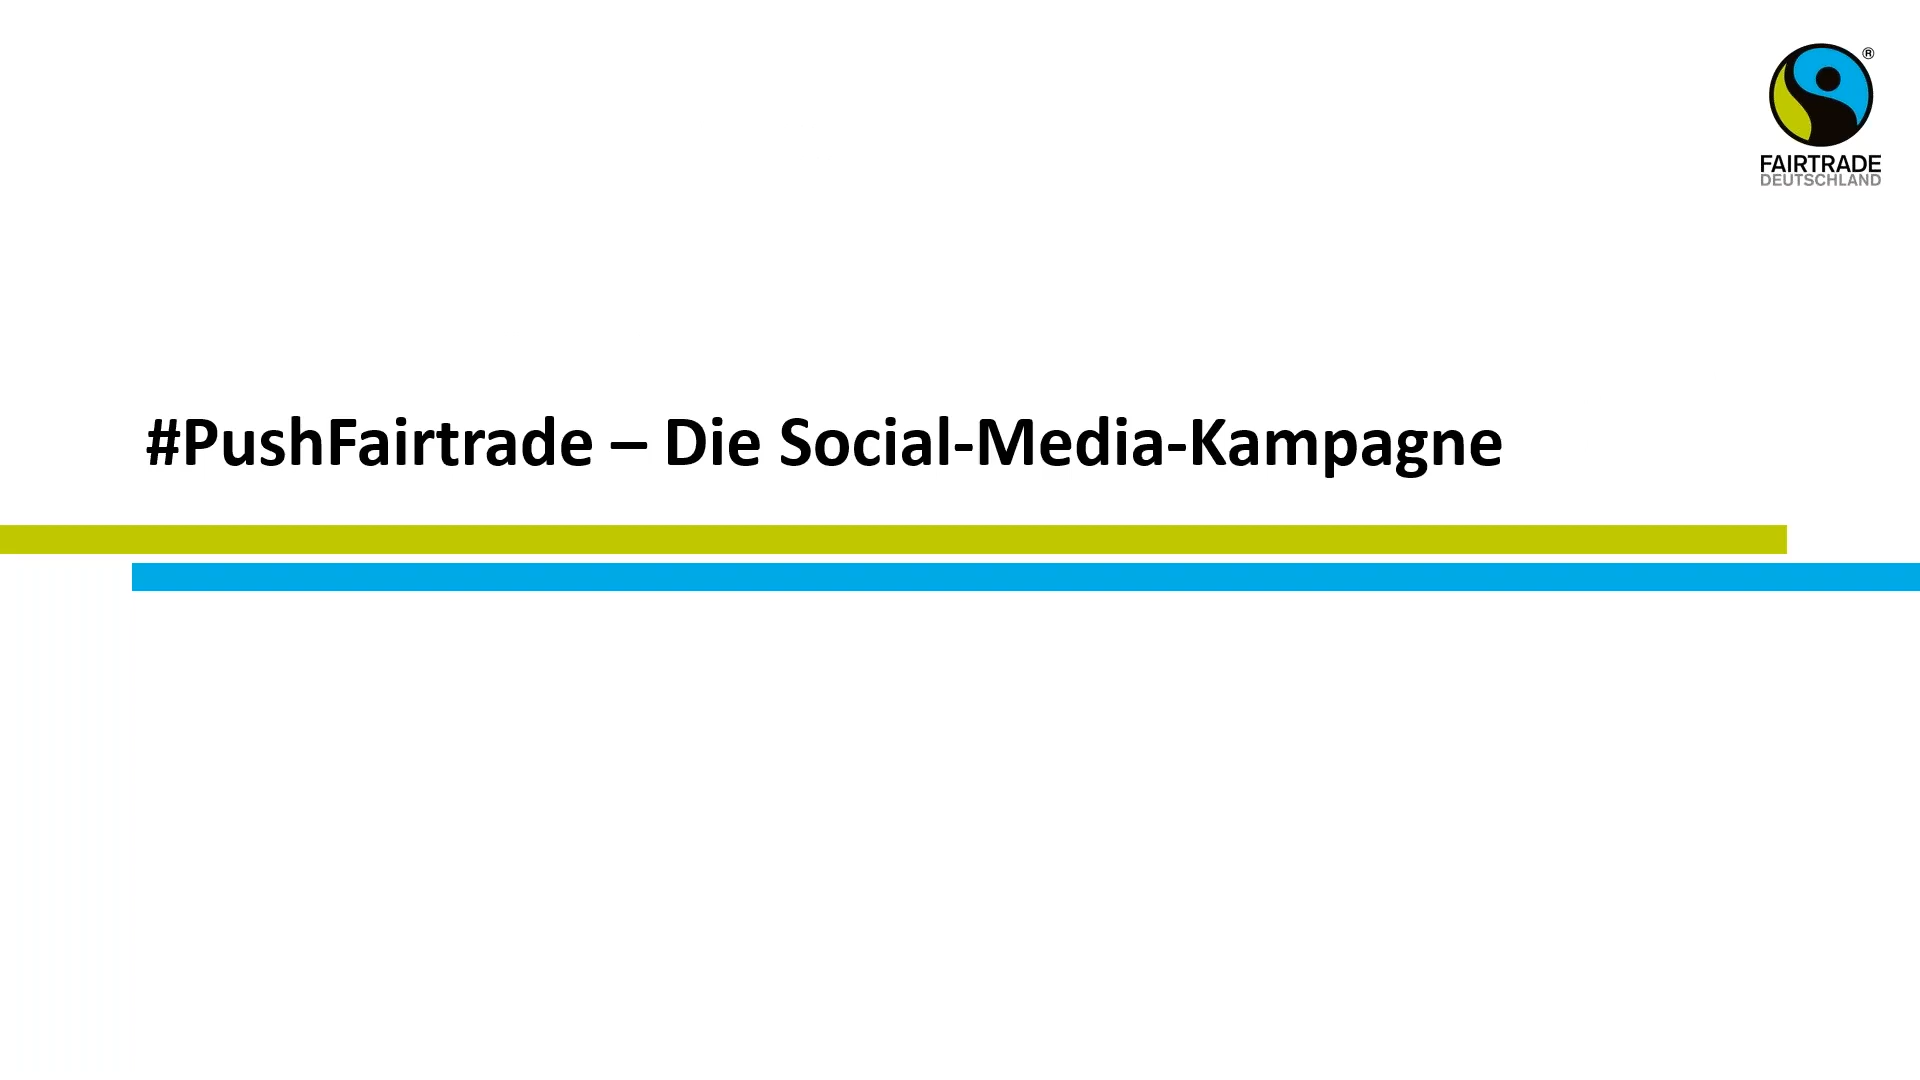 ®
FAIRTRADE
DEUTSCHLAND
#PushFairtrade – Die Social-Media-Kampagne